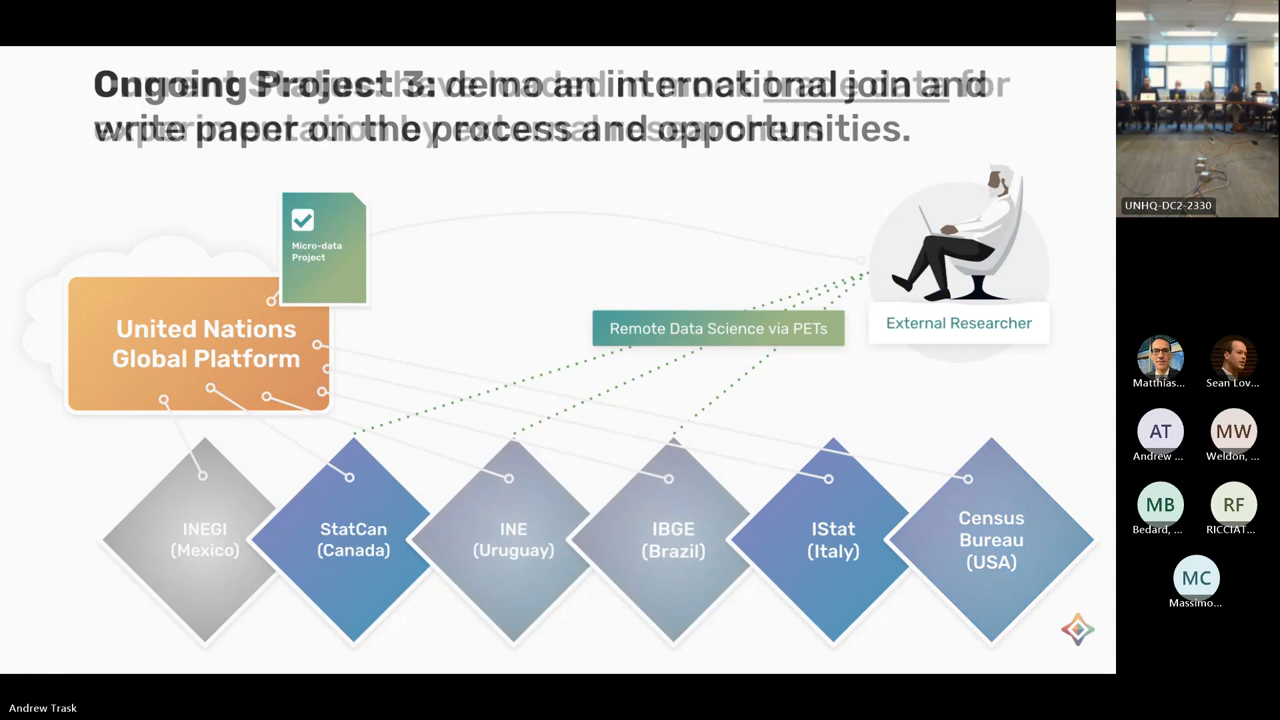 Ongoing Project 3: demo an international join and
write paper on the process and opportunities.
Micro-data
Project
United Nations
Global Platform
Remote Data Science via PETs
External Researcher
INEGI
(Mexico)
StatCan
(Canada)
INE
(Uruguay)
IBGE
(Brazil)
IStat
(Italy)
Census
Bureau
(USA)
UNHQ-DC2-2330
Matthias...
Sean Lov...
AT
MW
Andrew ...
Weldon, ...
MB
RF
Bedard, ...
RICCIAT...
MC
Massimo...
Andrew Trask